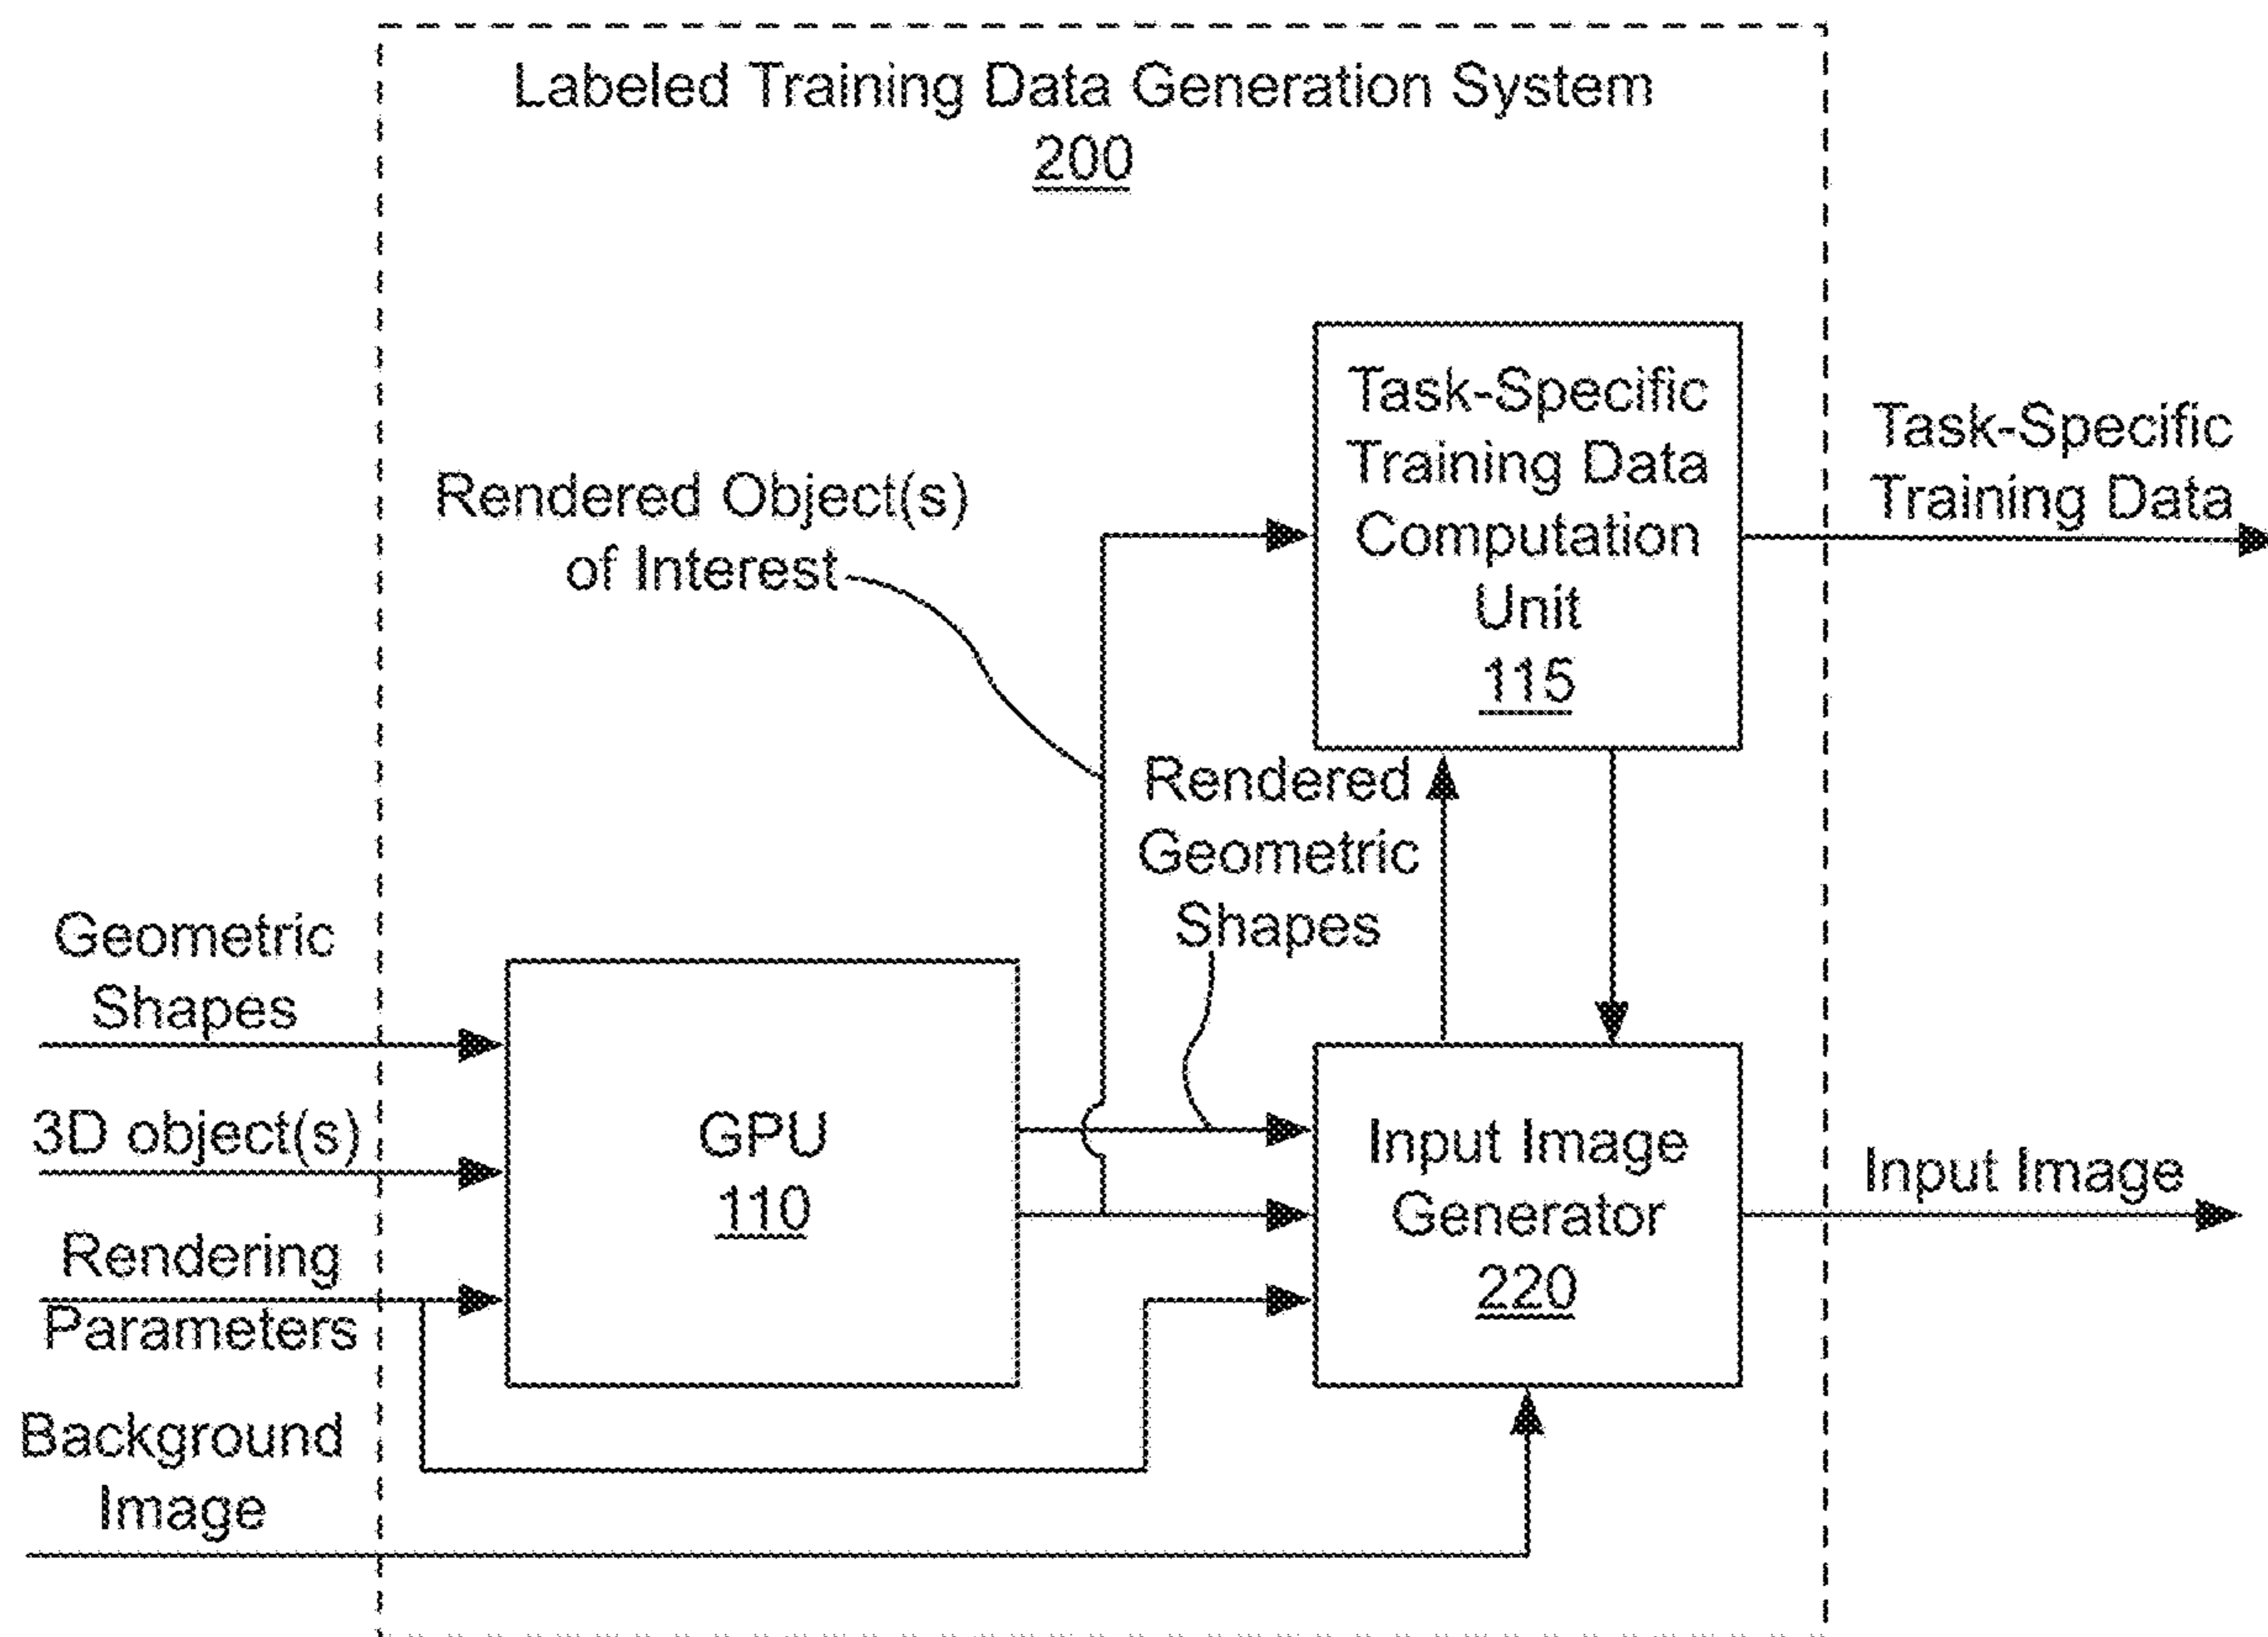 Labeled Training Data Generation System
200
Task-Specific
Training Data
Computation
Unit
115
Task-Specific
Training Data
Rendered Object(s)
of Interest
Rendered
Geometric
Shapes
Geometric
Shapes
3D object(s)
Rendering
Parameters
Background
Image
GPU
110
Input Image
Generator
220
Input Image